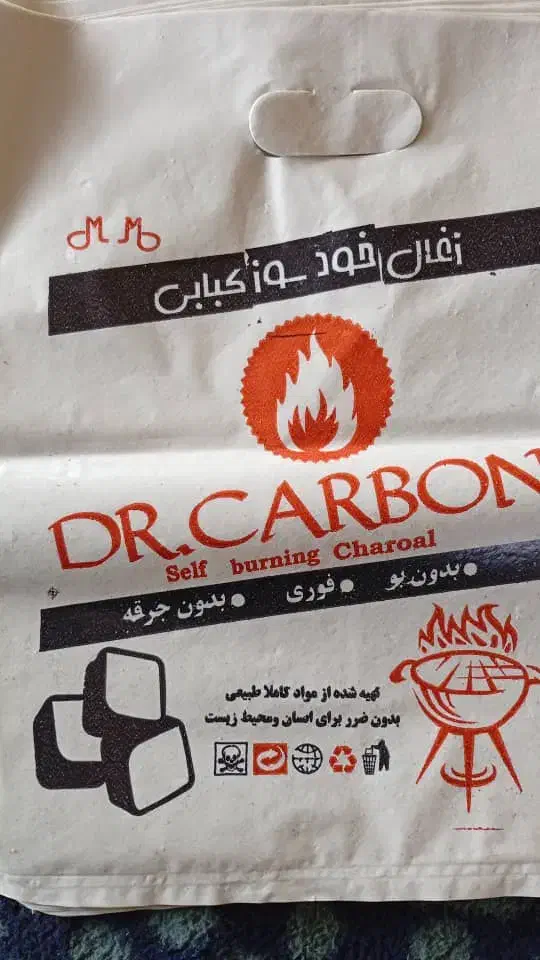 زغال خود سوز کبابی
DR.CARBON
Self burning Charoal
• بدون بو • فوری • بدون جرقه
تهیه شده از مواد کاملا طبیعی
بدون ضرر برای انسان ومحیط زیست